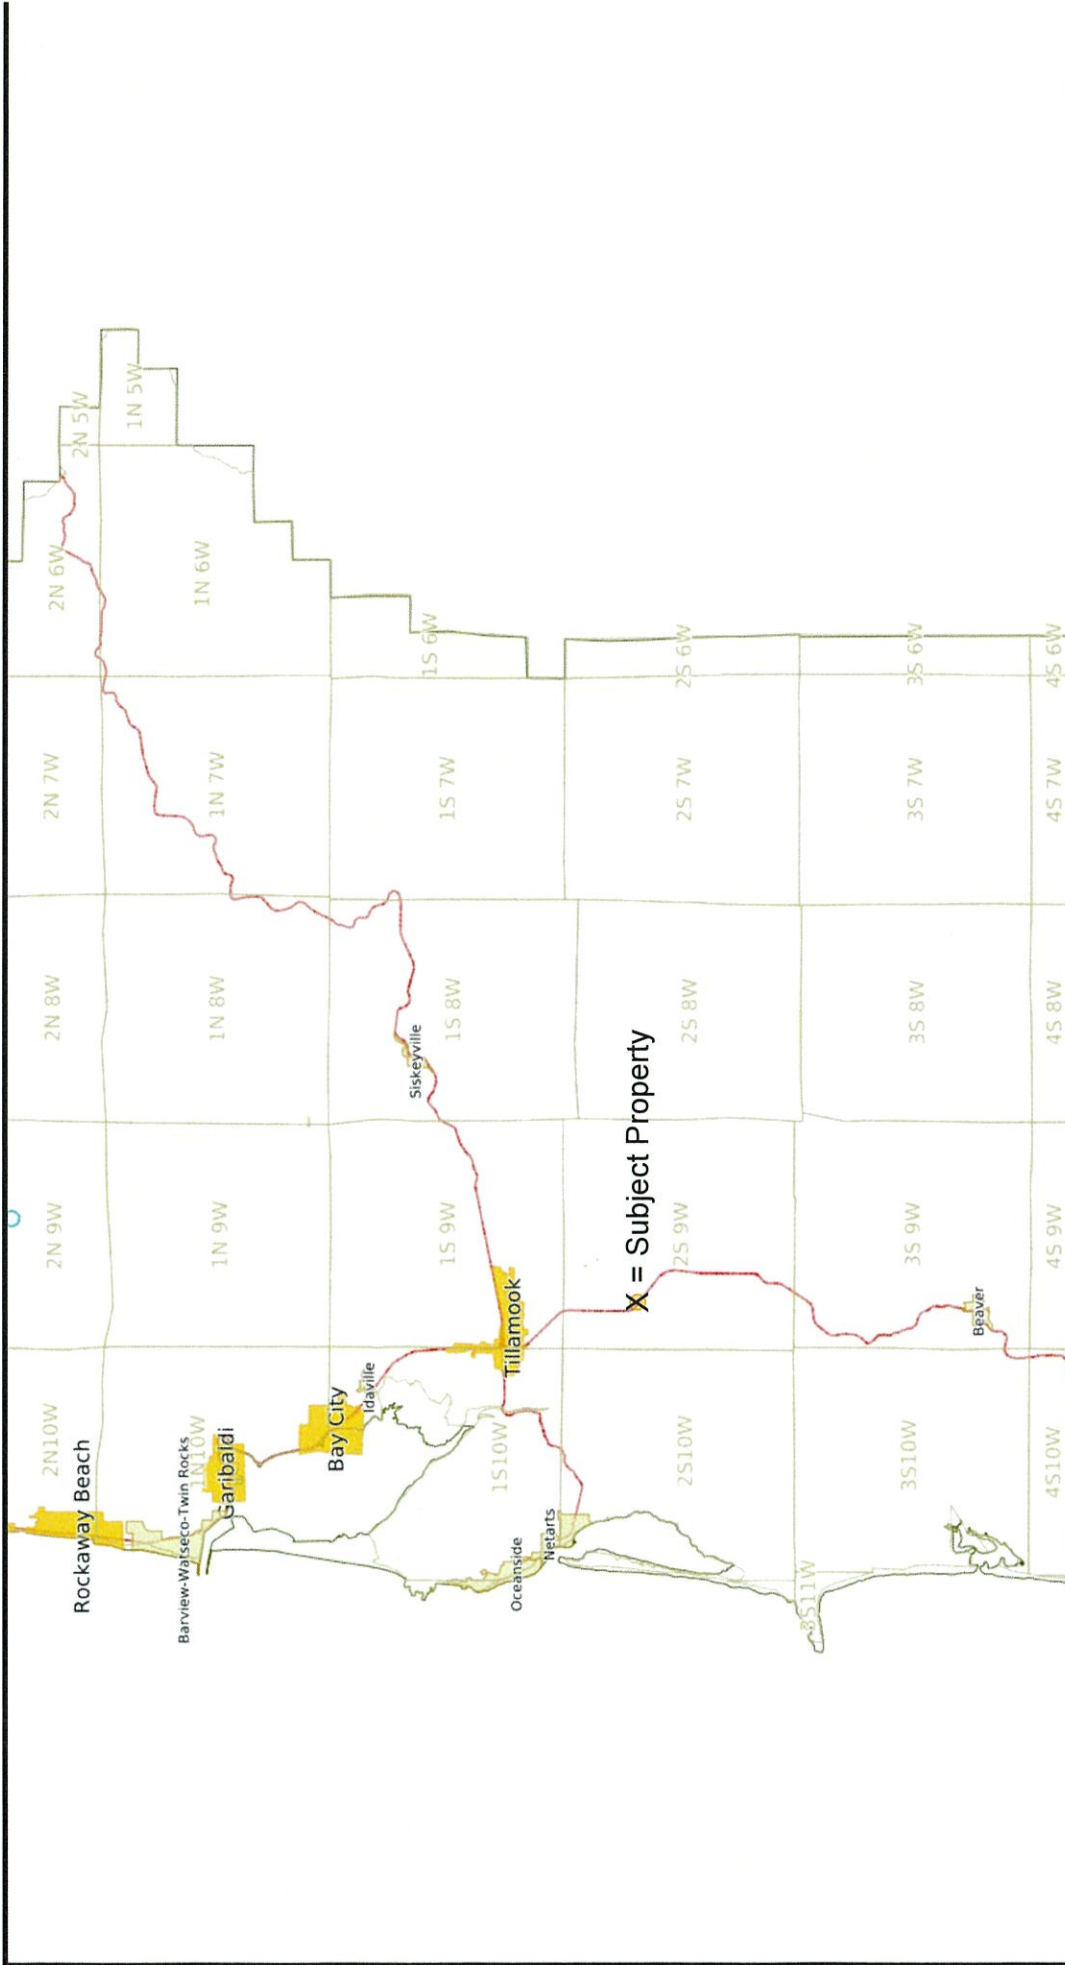 2N10W
2N 9W
2N 8W
2N 7W
2N 6W
2N 5W
Rockaway Beach
1N 5W
Barview-Watseco-Twin Rocks
1N10W
1N 9W
1N 8W
1N 7W
1N 6W
Garibaldi
Bay City
Idaville
Siskeyville
1S10W
1S 9W
1S 8W
1S 7W
1S 6W
Tillamook
Oceanside
Netarts
X = Subject Property
2S10W
2S 9W
2S 8W
2S 7W
2S 6W
3S11W
3S10W
3S 9W
3S 8W
3S 7W
3S 6W
Beaver
4S10W
4S 9W
4S 8W
4S 7W
4S 6W